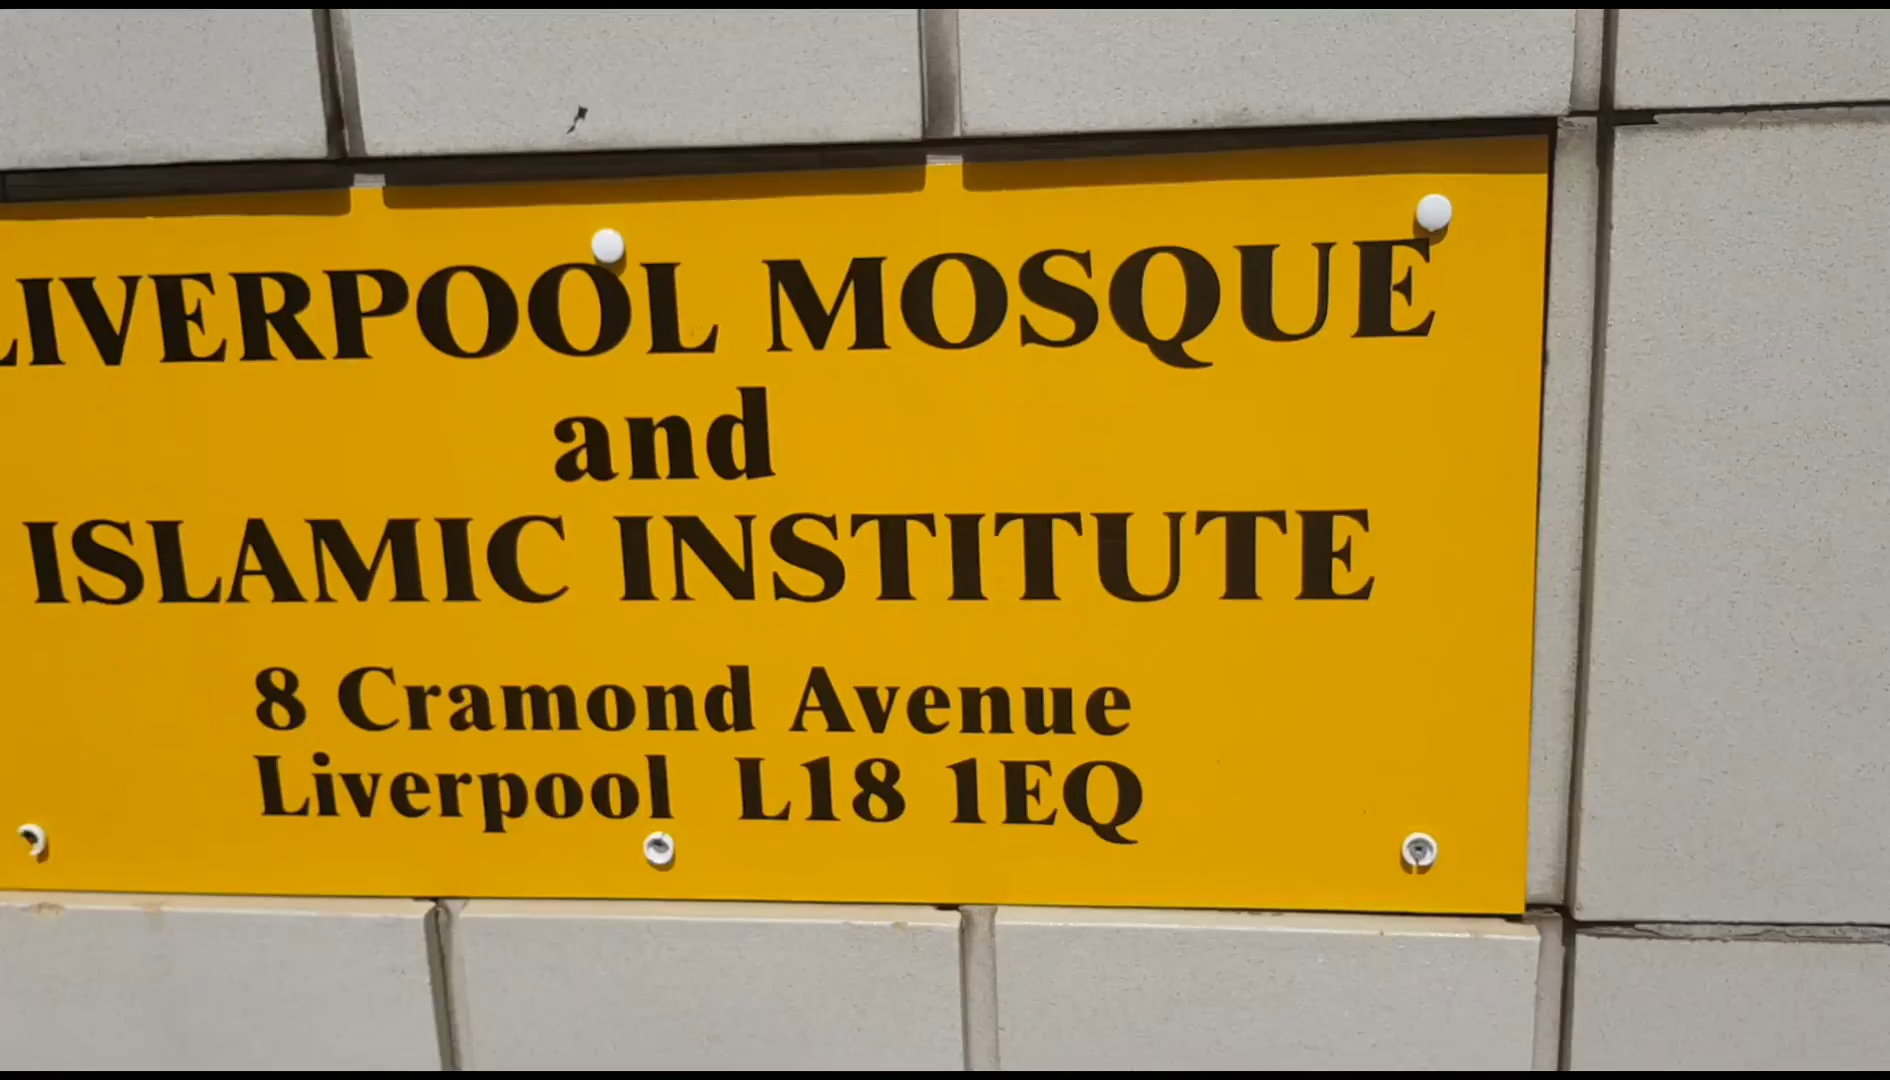 LIVERPOOL MOSQUE
and
ISLAMIC INSTITUTE
8 Cramond Avenue
Liverpool L18 1EQ